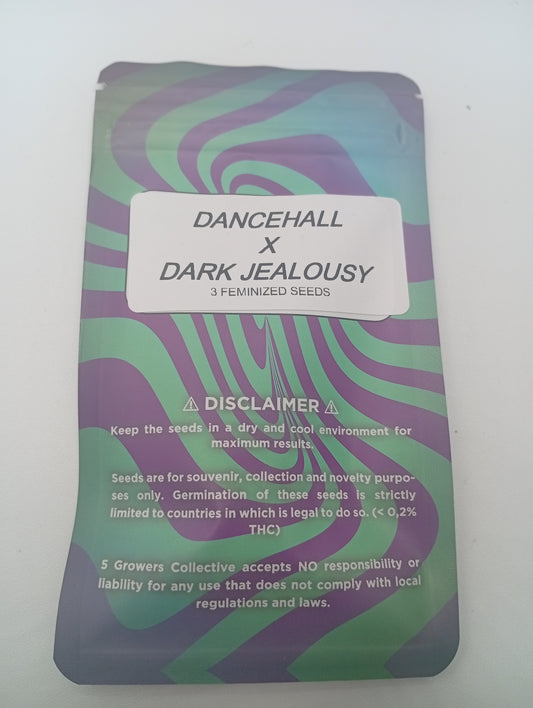 DANCEHALL
X
DARK JEALOUSY
3 FEMINIZED SEEDS
⚠ DISCLAIMER ⚠
Keep the seeds in a dry and cool environment for
maximum results.
Seeds are for souvenir, collection and novelty purpo-
ses only. Germination of these seeds is strictly
limited to countries in which is legal to do so. (< 0,2%
THC)
5 Growers Collective accepts NO responsibility or
liability for any use that does not comply with local
regulations and laws.